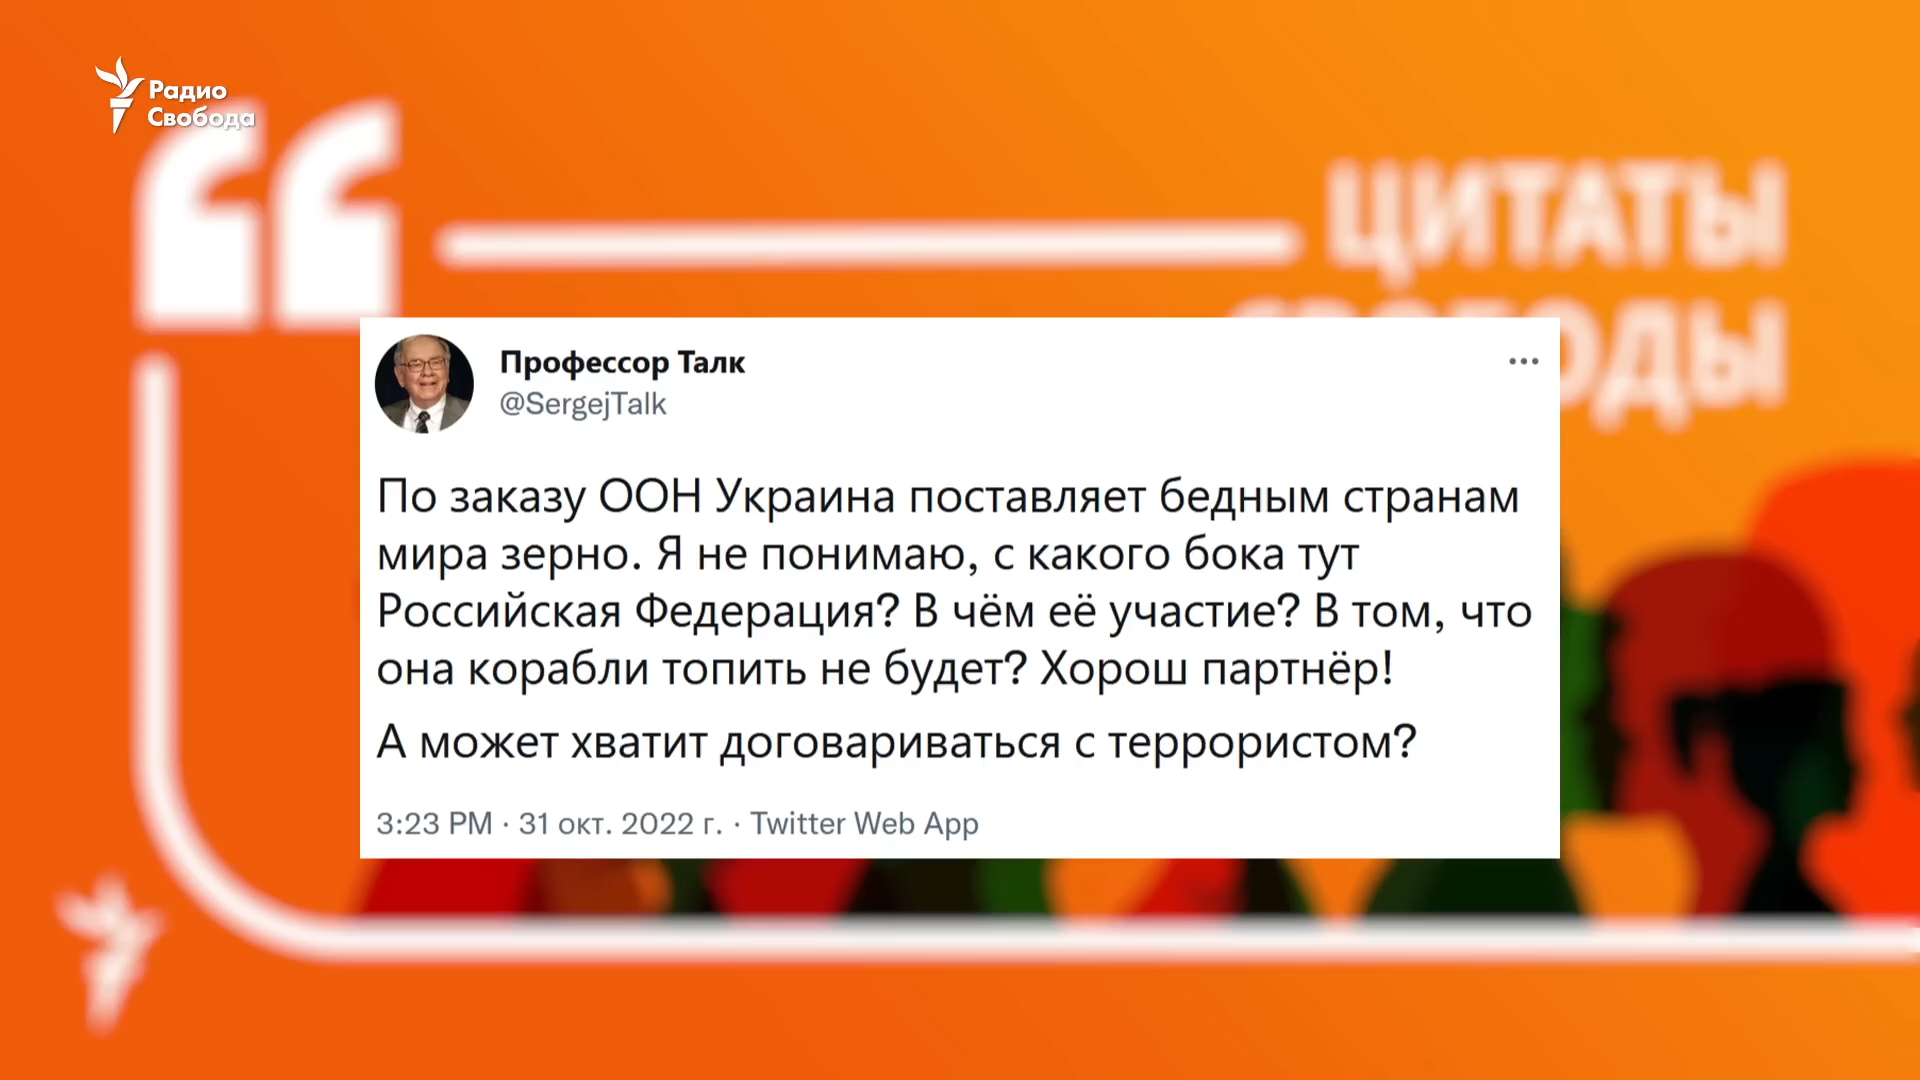 Радио
Свобода
ЦИТАТЫ
СВОБОДЫ
Профессор Талк
@SergejTalk
По заказу ООН Украина поставляет бедным странам
мира зерно. Я не понимаю, с какого бока тут
Российская Федерация? В чём её участие? В том, что
она корабли топить не будет? Хорош партнёр!
А может хватит договариваться с террористом?
3:23 PM · 31 окт. 2022 г. · Twitter Web App